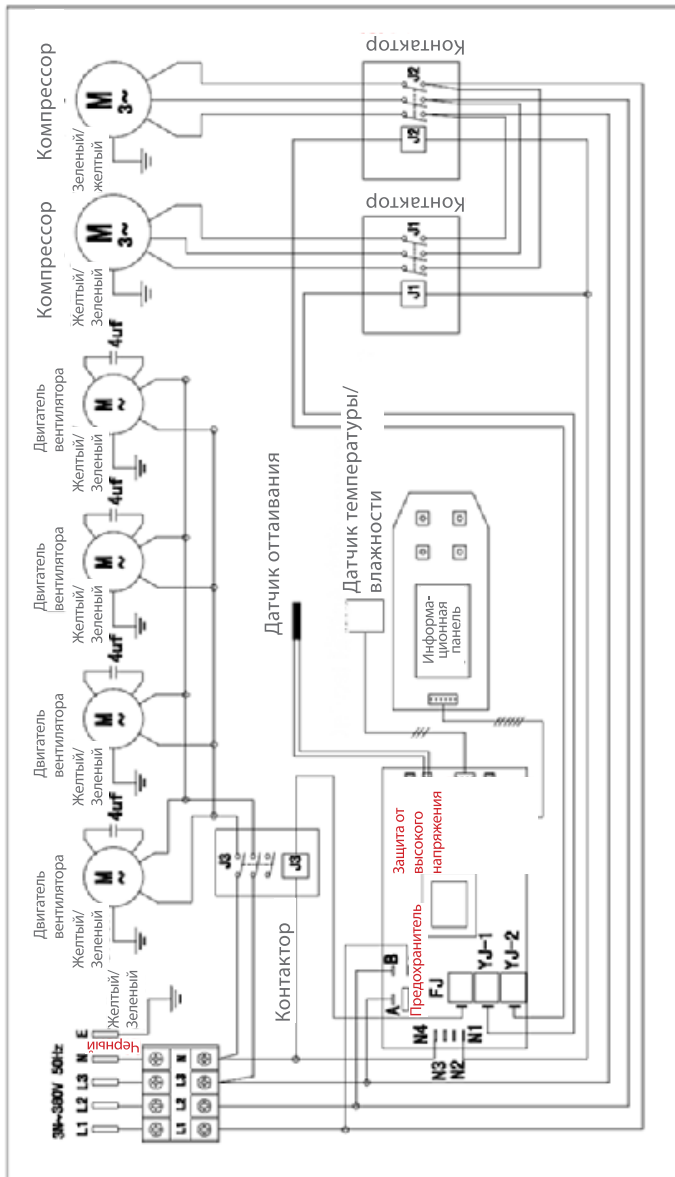 Компрессор
M
3~
Зеленый/
желтый
Контактор
J2
J2
Компрессор
M
3~
Желтый/
Зеленый
Контактор
J1
J1
Двигатель
вентилятора
4uf
M
~
Желтый/
Зеленый
Двигатель
вентилятора
4uf
M
~
Желтый/
Зеленый
Двигатель
вентилятора
4uf
M
~
Желтый/
Зеленый
Двигатель
вентилятора
4uf
M
~
Желтый/
Зеленый
Датчик оттаивания
Датчик температуры/
влажности
Информа-
ционная
панель
J3
J3
Контактор
Защита от
высокого
напряжения
Предохранитель
A
B
FJ
YJ-1
YJ-2
N4
N3
N2
N1
Желтый/
Зеленый
Черный
3N~380V 50Hz
L1
L2
L3
N
E
L1
L2
L3
N